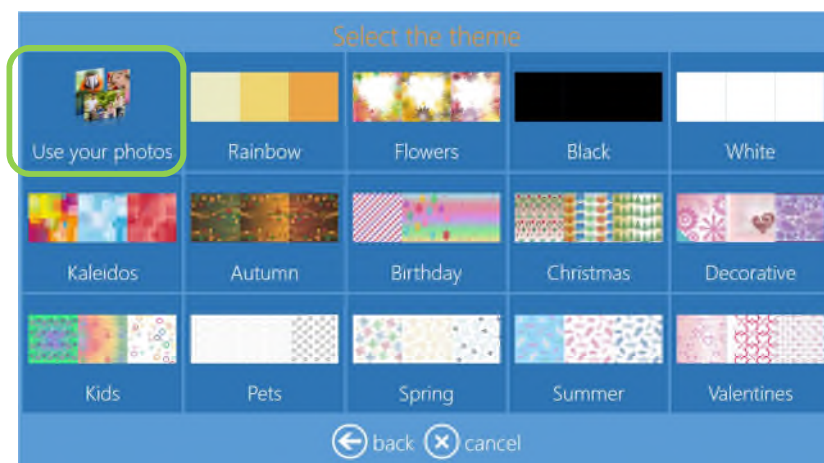 Select the theme
Use your photos Rainbow Flowers Black White
Kaleidos Autumn Birthday Christmas Decorative
Kids Pets Spring Summer Valentines
back cancel